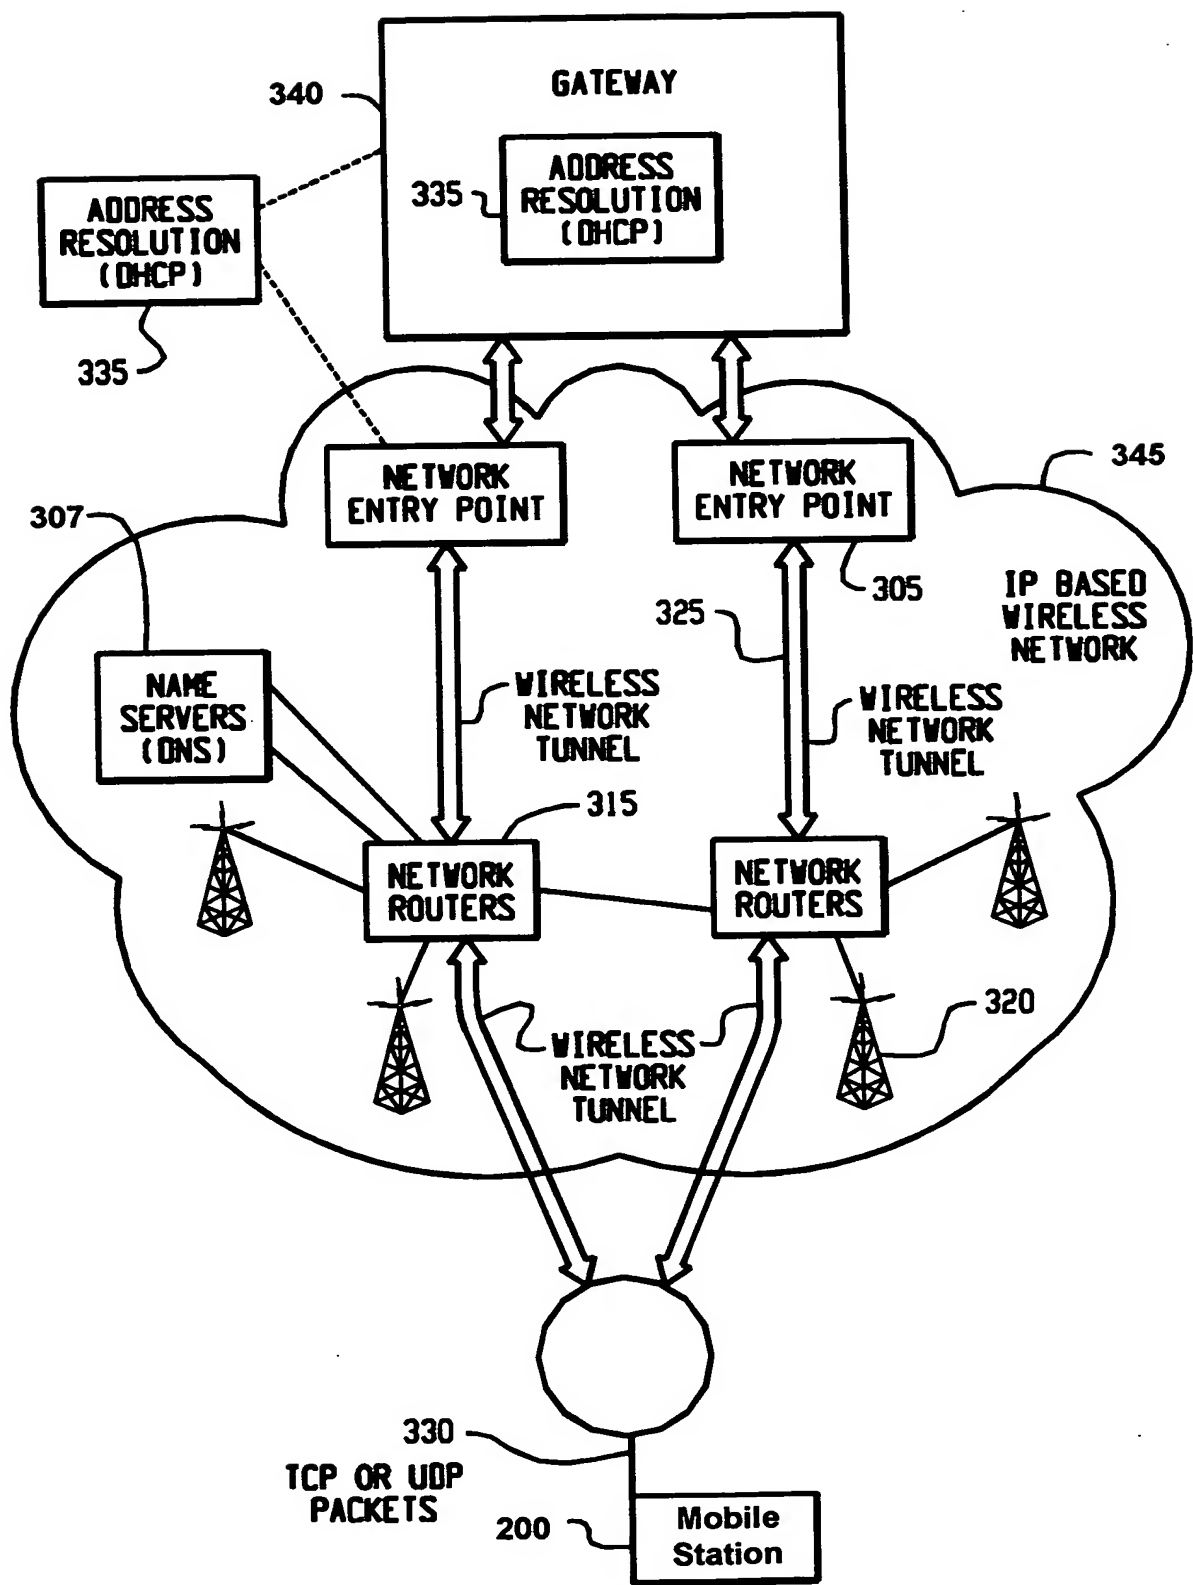 GATEWAY
340
ADDRESS
RESOLUTION
(DHCP)
335
ADDRESS
RESOLUTION
(DHCP)
335
NETWORK
ENTRY POINT
NETWORK
ENTRY POINT
345
307
305
IP BASED
WIRELESS
NETWORK
325
NAME
SERVERS
(DNS)
WIRELESS
NETWORK
TUNNEL
WIRELESS
NETWORK
TUNNEL
315
NETWORK
ROUTERS
NETWORK
ROUTERS
320
WIRELESS
NETWORK
TUNNEL
330
TCP OR UDP
PACKETS
200
Mobile
Station